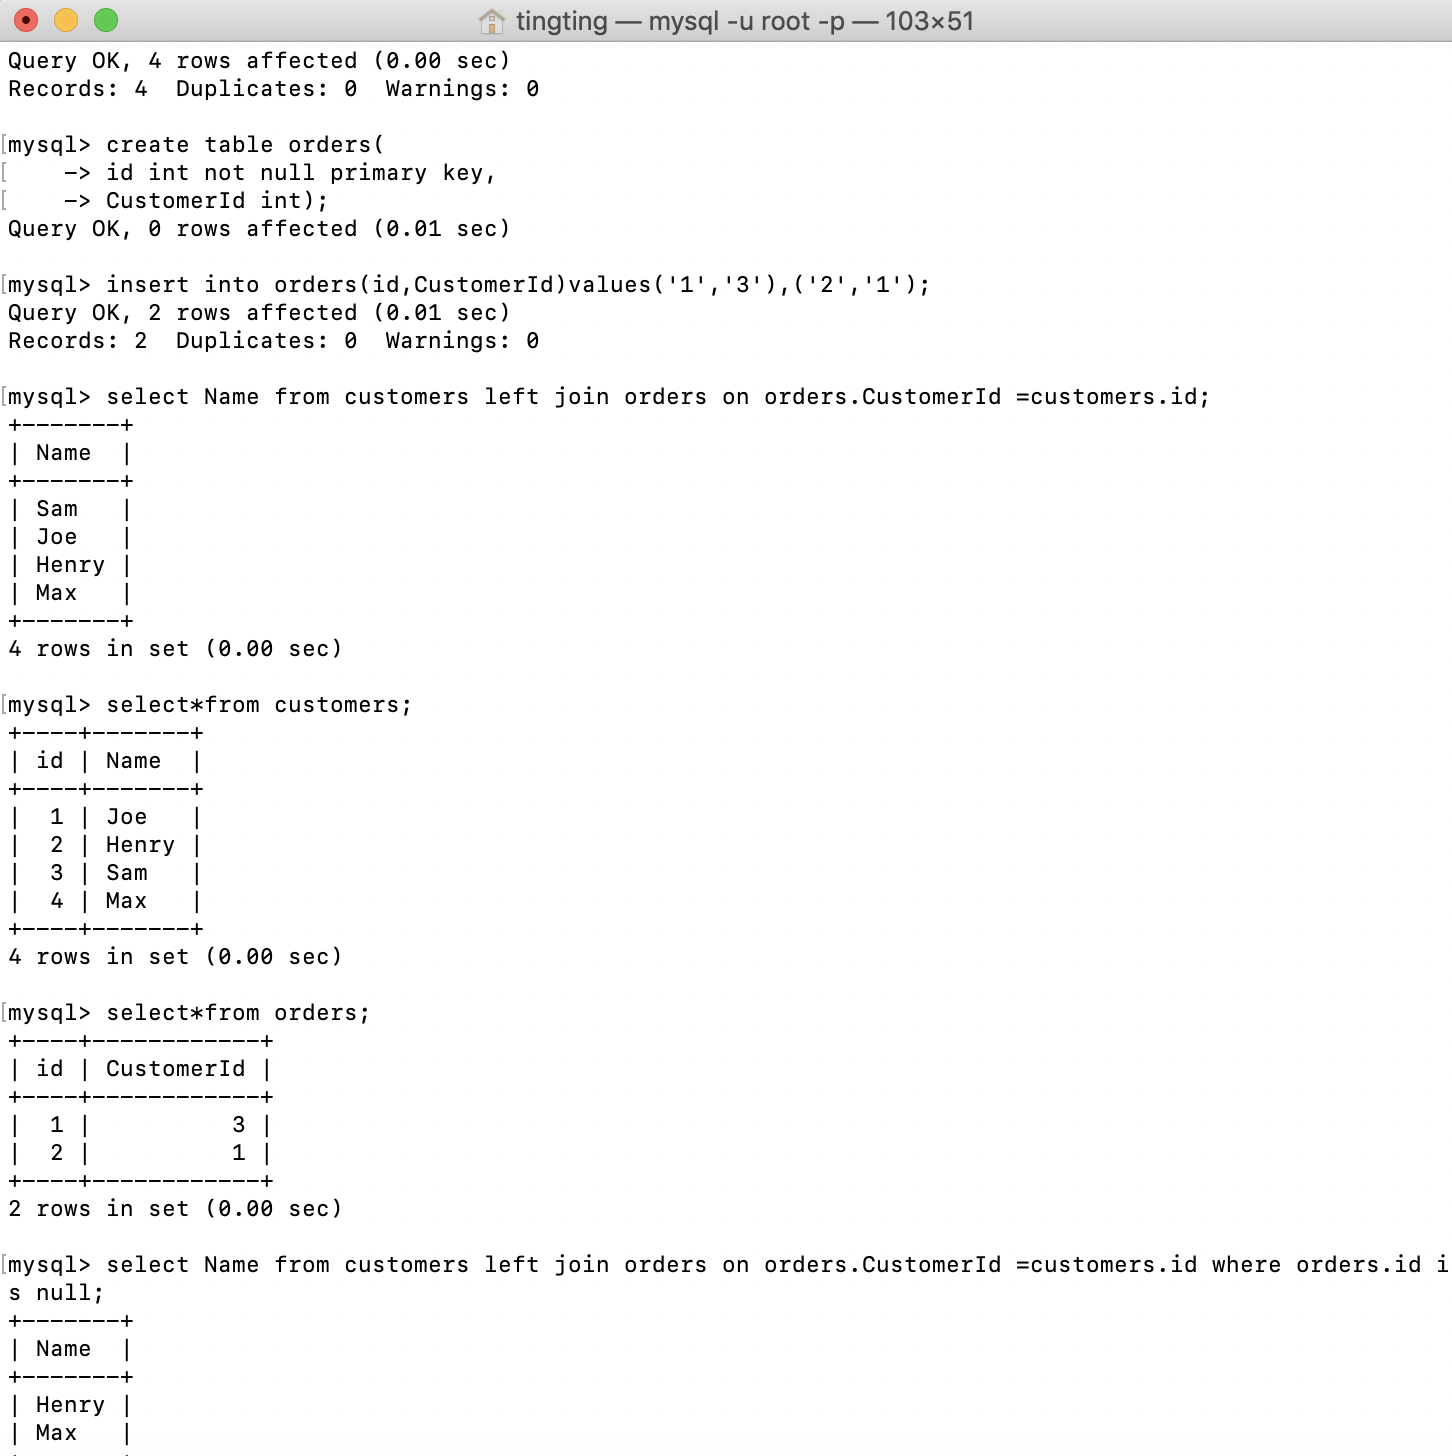 tingting — mysql -u root -p — 103×51
Query OK, 4 rows affected (0.00 sec)
Records: 4  Duplicates: 0  Warnings: 0
mysql> create table orders(
    -> id int not null primary key,
    -> CustomerId int);
Query OK, 0 rows affected (0.01 sec)
mysql> insert into orders(id,CustomerId)values('1','3'),('2','1');
Query OK, 2 rows affected (0.01 sec)
Records: 2  Duplicates: 0  Warnings: 0
mysql> select Name from customers left join orders on orders.CustomerId =customers.id;
+-------+
| Name  |
+-------+
| Sam   |
| Joe   |
| Henry |
| Max   |
+-------+
4 rows in set (0.00 sec)
mysql> select*from customers;
+----+-------+
| id | Name  |
+----+-------+
|  1 | Joe   |
|  2 | Henry |
|  3 | Sam   |
|  4 | Max   |
+----+-------+
4 rows in set (0.00 sec)
mysql> select*from orders;
+----+------------+
| id | CustomerId |
+----+------------+
|  1 |          3 |
|  2 |          1 |
+----+------------+
2 rows in set (0.00 sec)
mysql> select Name from customers left join orders on orders.CustomerId =customers.id where orders.id i
s null;
+-------+
| Name  |
+-------+
| Henry |
| Max   |